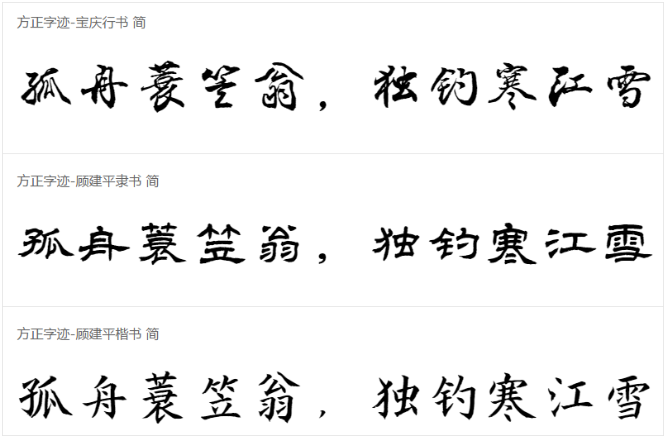 方正字迹-宝庆行书 简
孤舟蓑笠翁，独钓寒江雪
方正字迹-顾建平隶书 简
孤舟蓑笠翁，独钓寒江雪
方正字迹-顾建平楷书 简
孤舟蓑笠翁，独钓寒江雪